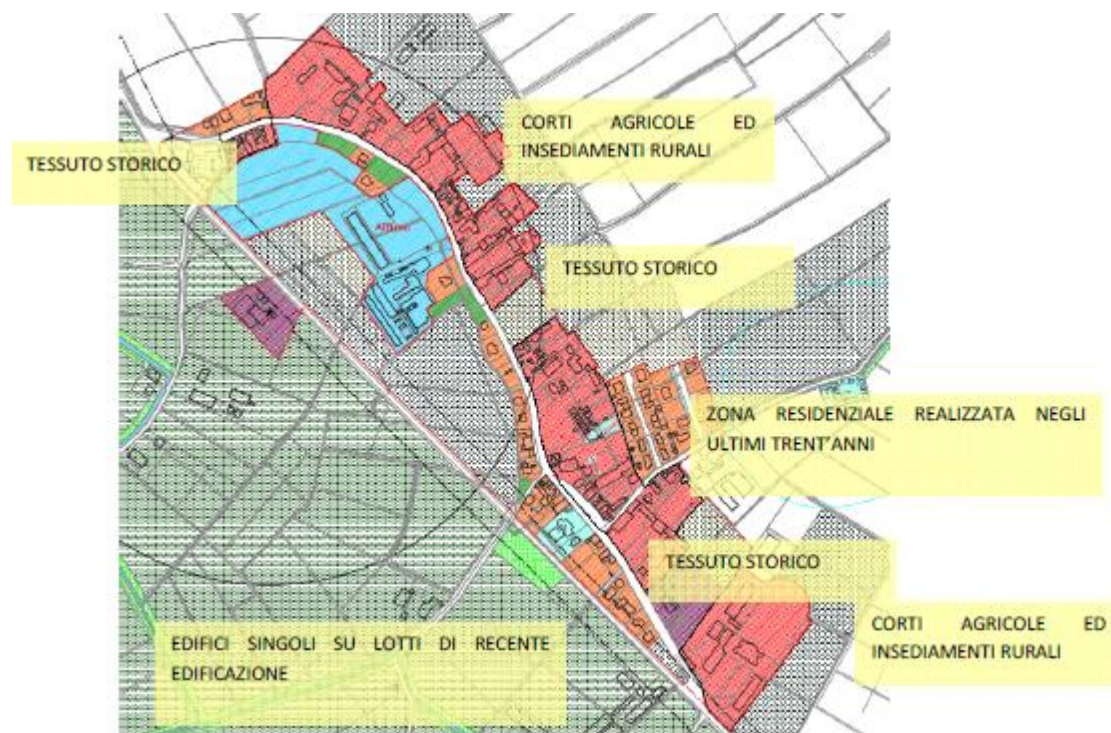 CORTI AGRICOLE ED
INSEDIAMENTI RURALI
TESSUTO STORICO
TESSUTO STORICO
ZONA RESIDENZIALE REALIZZATA NEGLI
ULTIMI TRENT'ANNI
TESSUTO STORICO
CORTI AGRICOLE ED
INSEDIAMENTI RURALI
EDIFICI SINGOLI SU LOTTI DI RECENTE
EDIFICAZIONE